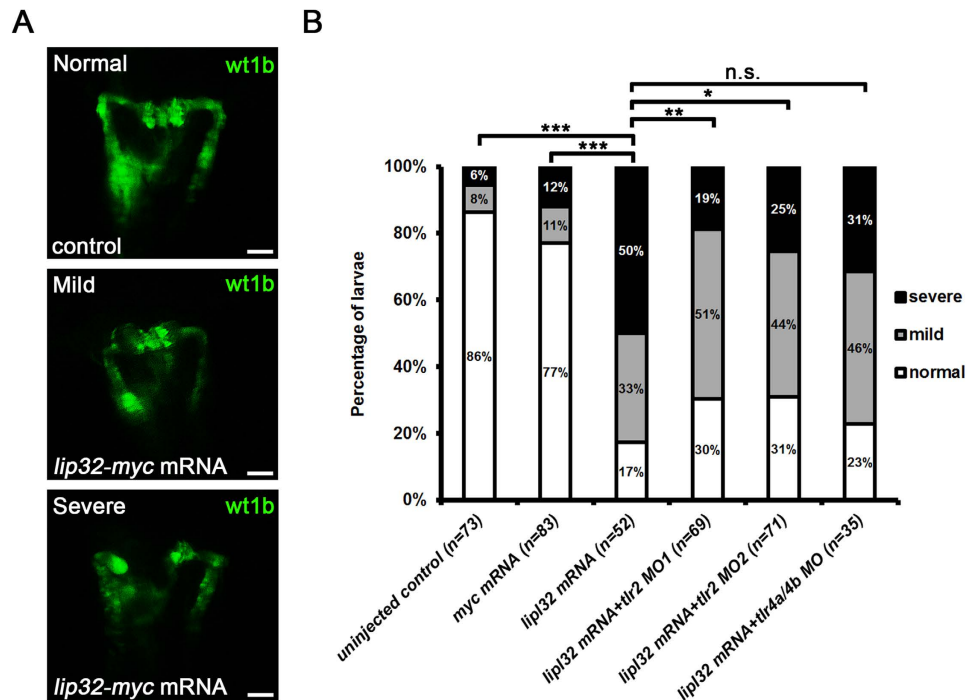 A
Normal wt1b
control
Mild wt1b
lip32-myc mRNA
Severe wt1b
lip32-myc mRNA
B
n.s.
*
**
***
***
Percentage of larvae
100%
80%
60%
40%
20%
0%
6%
8%
86%
12%
11%
77%
50%
33%
17%
19%
51%
30%
25%
44%
31%
31%
46%
23%
severe
mild
normal
uninjected control (n=73)
myc mRNA (n=83)
lipl32 mRNA (n=52)
lipl32 mRNA+tlr2 MO1 (n=69)
lipl32 mRNA+tlr2 MO2 (n=71)
lipl32 mRNA+tlr4a/4b MO (n=35)